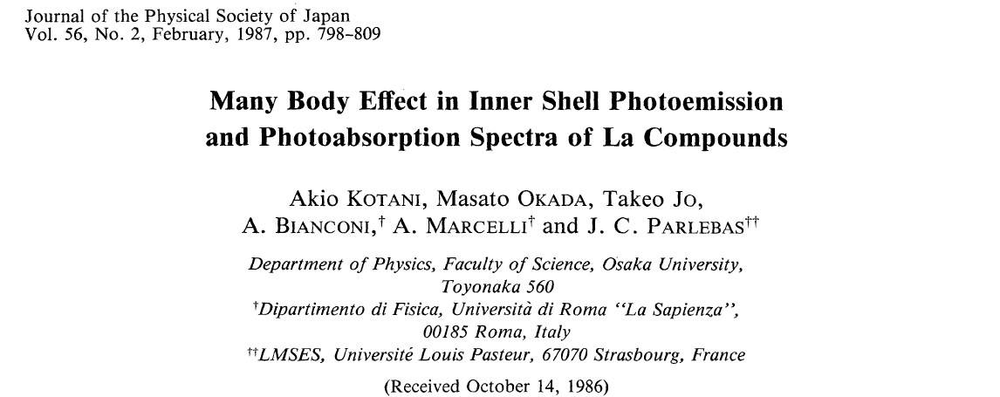 Journal of the Physical Society of Japan
Vol. 56, No. 2, February, 1987, pp. 798-809
Many Body Effect in Inner Shell Photoemission
and Photoabsorption Spectra of La Compounds
Akio KOTANI, Masato OKADA, Takeo JO,
A. BIANCONI,† A. MARCELLI† and J. C. PARLEBAS††
Department of Physics, Faculty of Science, Osaka University,
Toyonaka 560
†Dipartimento di Fisica, Università di Roma “La Sapienza”,
00185 Roma, Italy
††LMSES, Université Louis Pasteur, 67070 Strasbourg, France
(Received October 14, 1986)